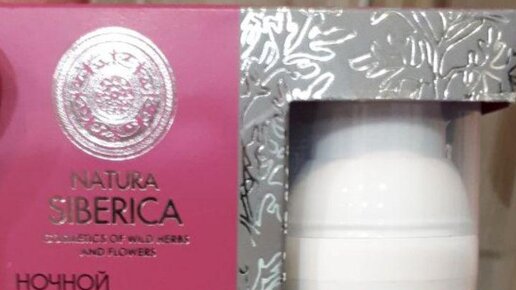 NATURA
SIBERICA
COSMETICS OF WILD HERBS
AND FLOWERS
НОЧНОЙ